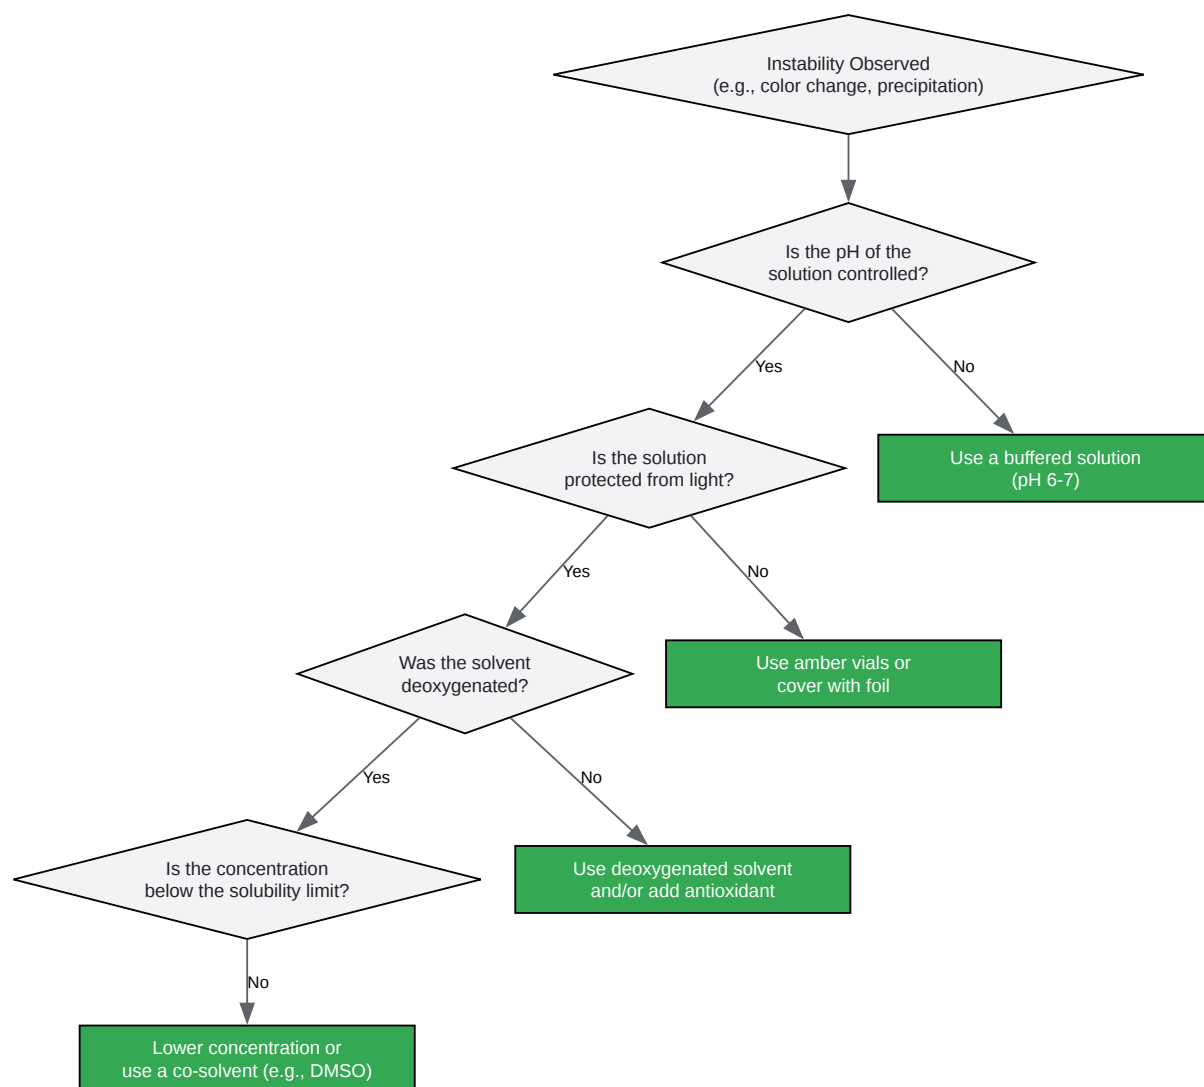 Instability Observed
(e.g., color change, precipitation)
Is the pH of the
solution controlled?
Yes
No
Is the solution
protected from light?
Use a buffered solution
(pH 6-7)
Yes
No
Was the solvent
deoxygenated?
Use amber vials or
cover with foil
Yes
No
Is the concentration
below the solubility limit?
Use deoxygenated solvent
and/or add antioxidant
No
Lower concentration or
use a co-solvent (e.g., DMSO)